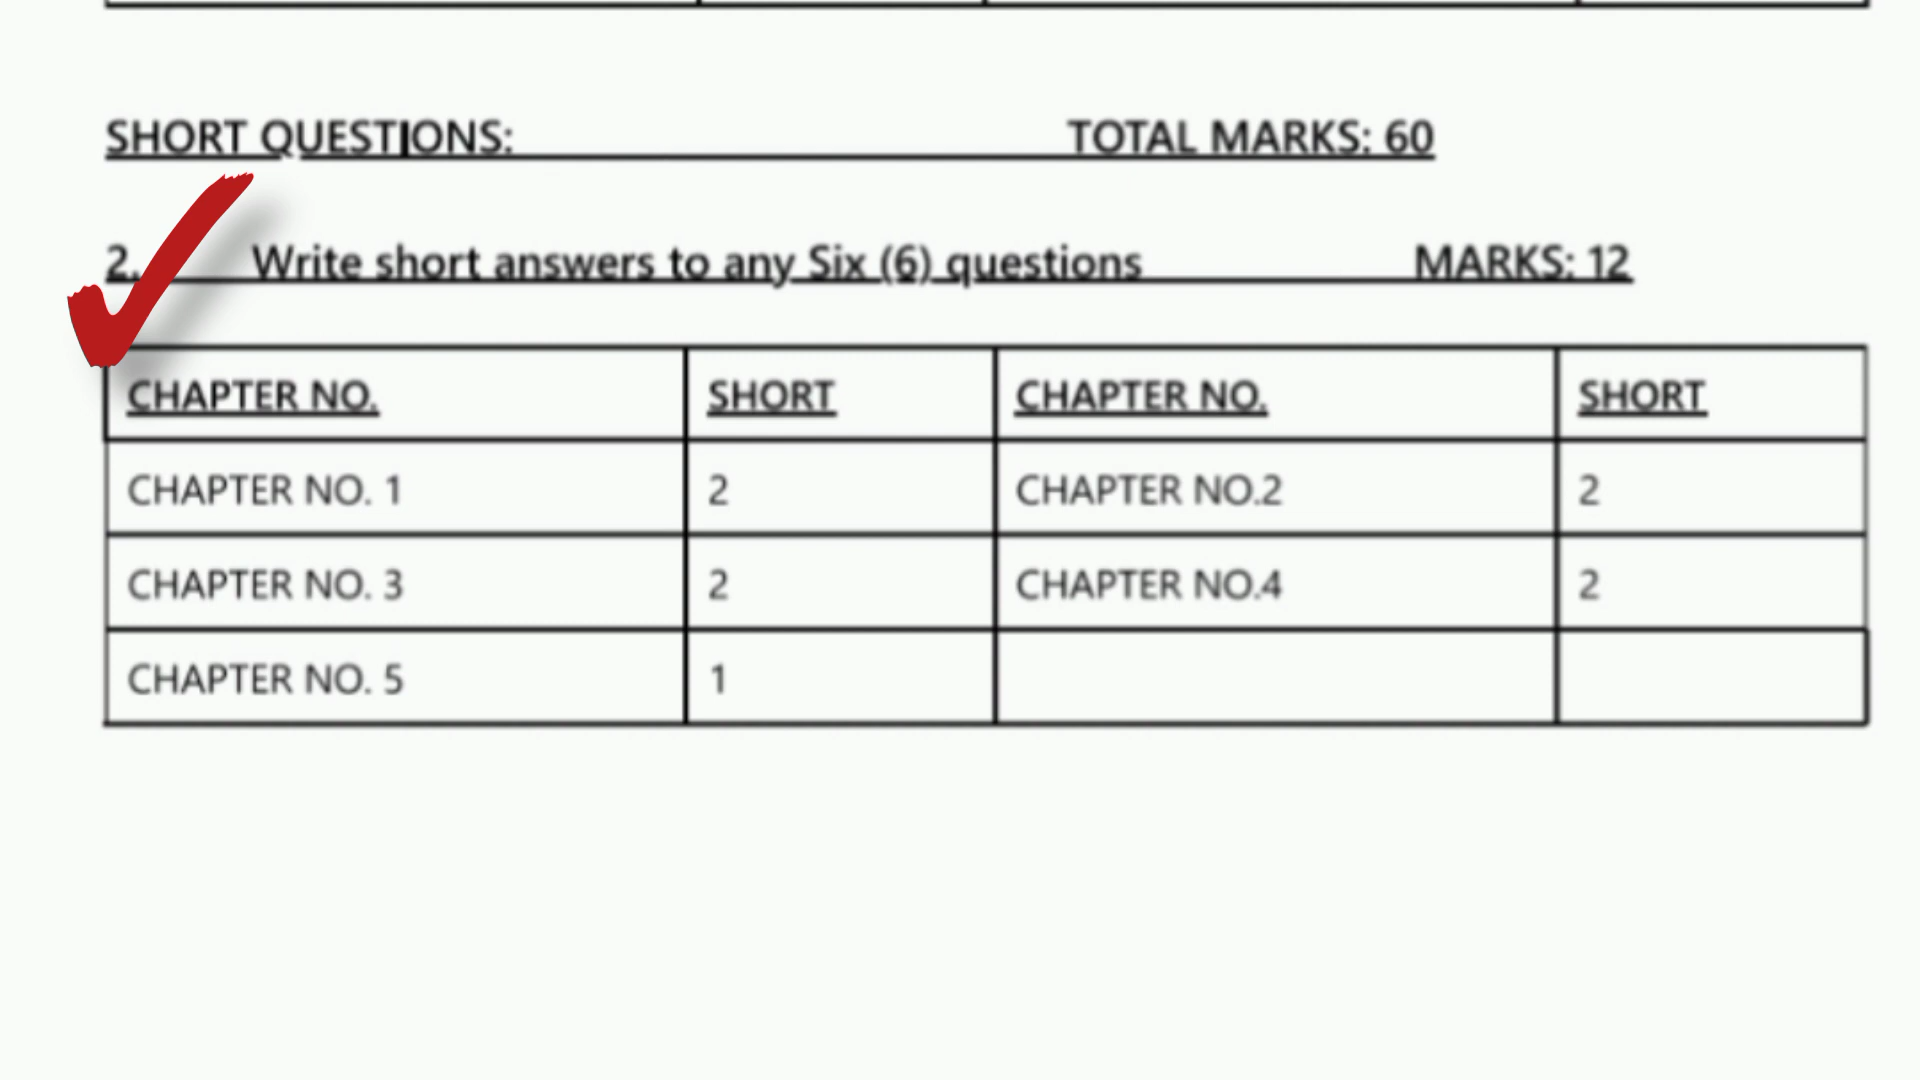 SHORT QUESTIONS: TOTAL MARKS: 60
2. Write short answers to any Six (6) questions MARKS: 12
CHAPTER NO. SHORT CHAPTER NO. SHORT
CHAPTER NO. 1 2 CHAPTER NO.2 2
CHAPTER NO. 3 2 CHAPTER NO.4 2
CHAPTER NO. 5 1